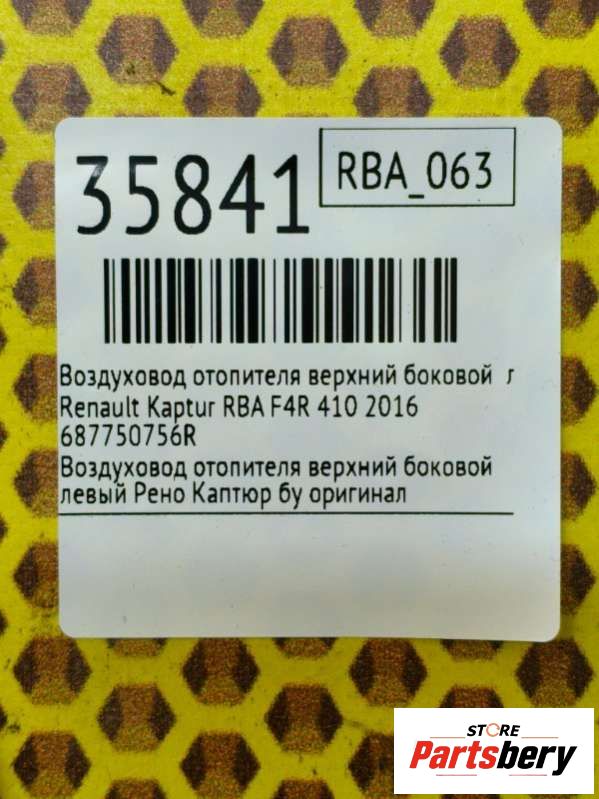 35841
RBA_063
Воздуховод отопителя верхний боковой л
Renault Kaptur RBA F4R 410 2016
687750756R
Воздуховод отопителя верхний боковой
левый Рено Каптюр бу оригинал
STORE
Partsbery